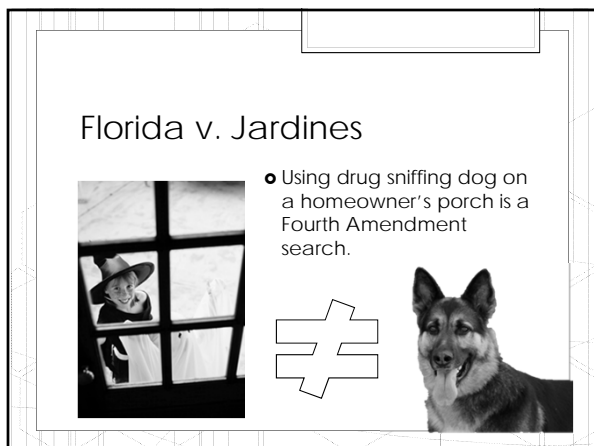 Florida v. Jardines
Using drug sniffing dog on
a homeowner's porch is a
Fourth Amendment
search.